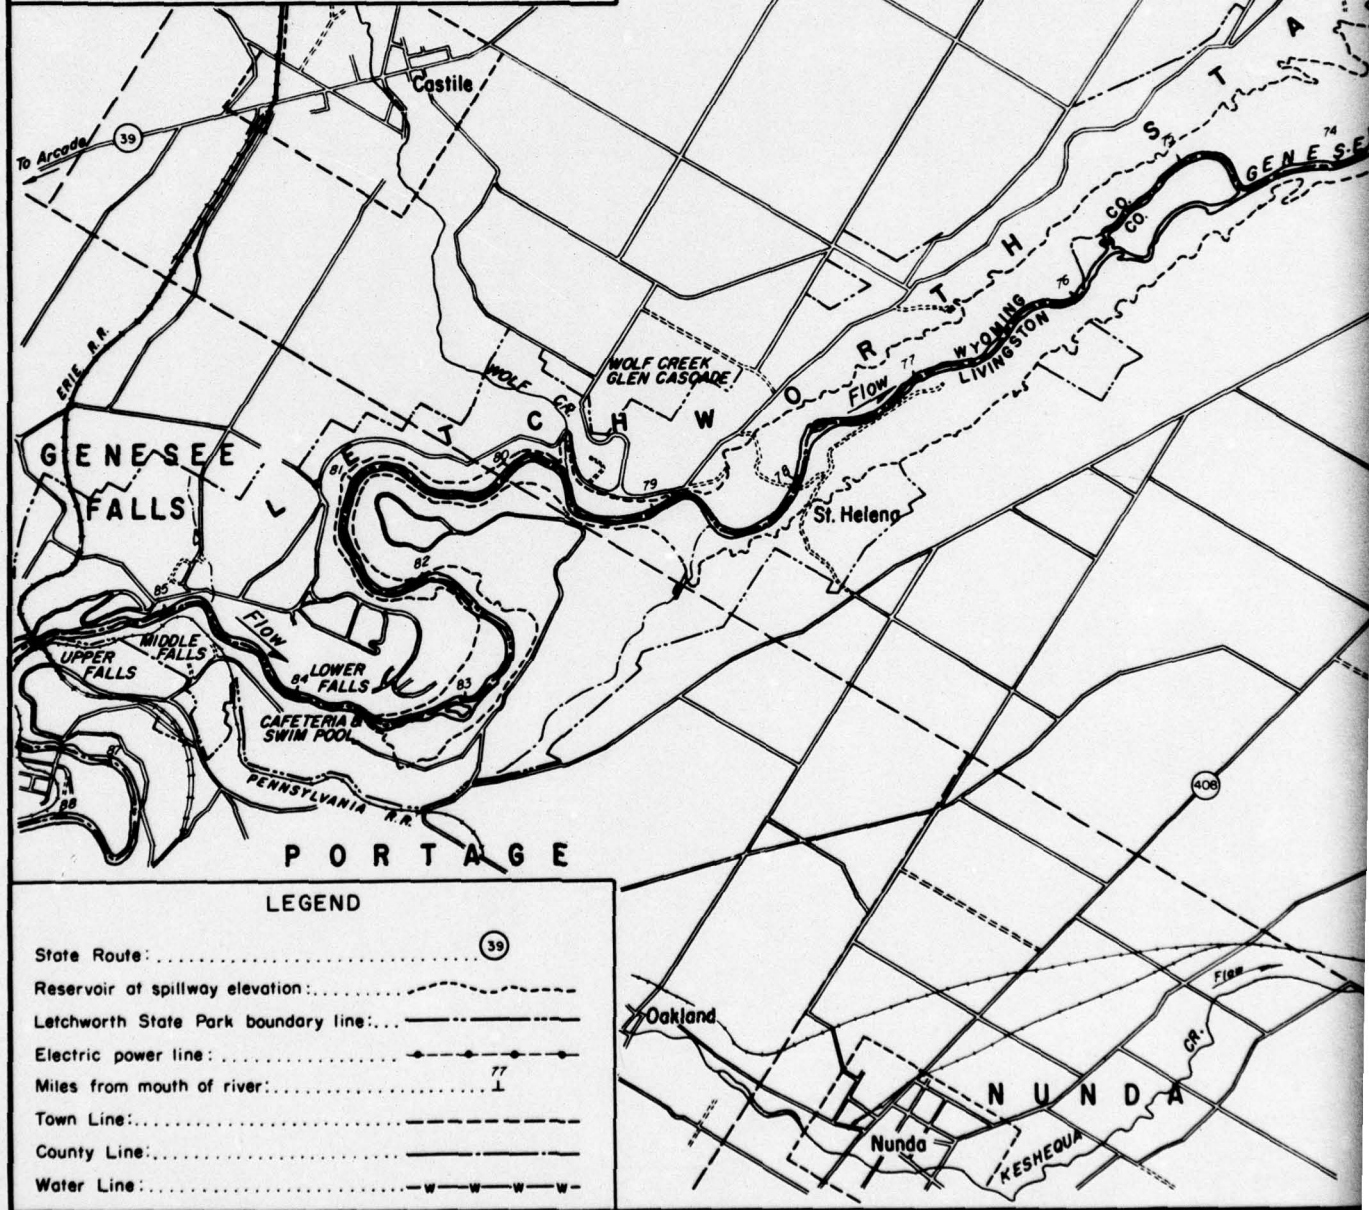 Castile
39
To Arcade
A
T
S
74
75
GENESE
CO.
CO.
H
T
76
WYOMING
LIVINGSTON
ERIE R.R.
WOLF CREEK
GLEN CASCADE
WOLF CR.
R
O
77
Flow
W
H
C
T
E
L
GENESEE
FALLS
81
80
79
78
St. Helena
82
85
Flow
MIDDLE
FALLS
UPPER
FALLS
84
LOWER
FALLS
83
CAFETERIA &
SWIM POOL
PENNSYLVANIA R.R.
87
88
408
PORTAGE
LEGEND
State Route: 39
Reservoir at spillway elevation:
Letchworth State Park boundary line:
Electric power line:
Miles from mouth of river: 77
Town Line:
County Line:
Water Line: W W W W
Flow
Oakland
CR.
NUNDA
Nunda
KESHEQUA